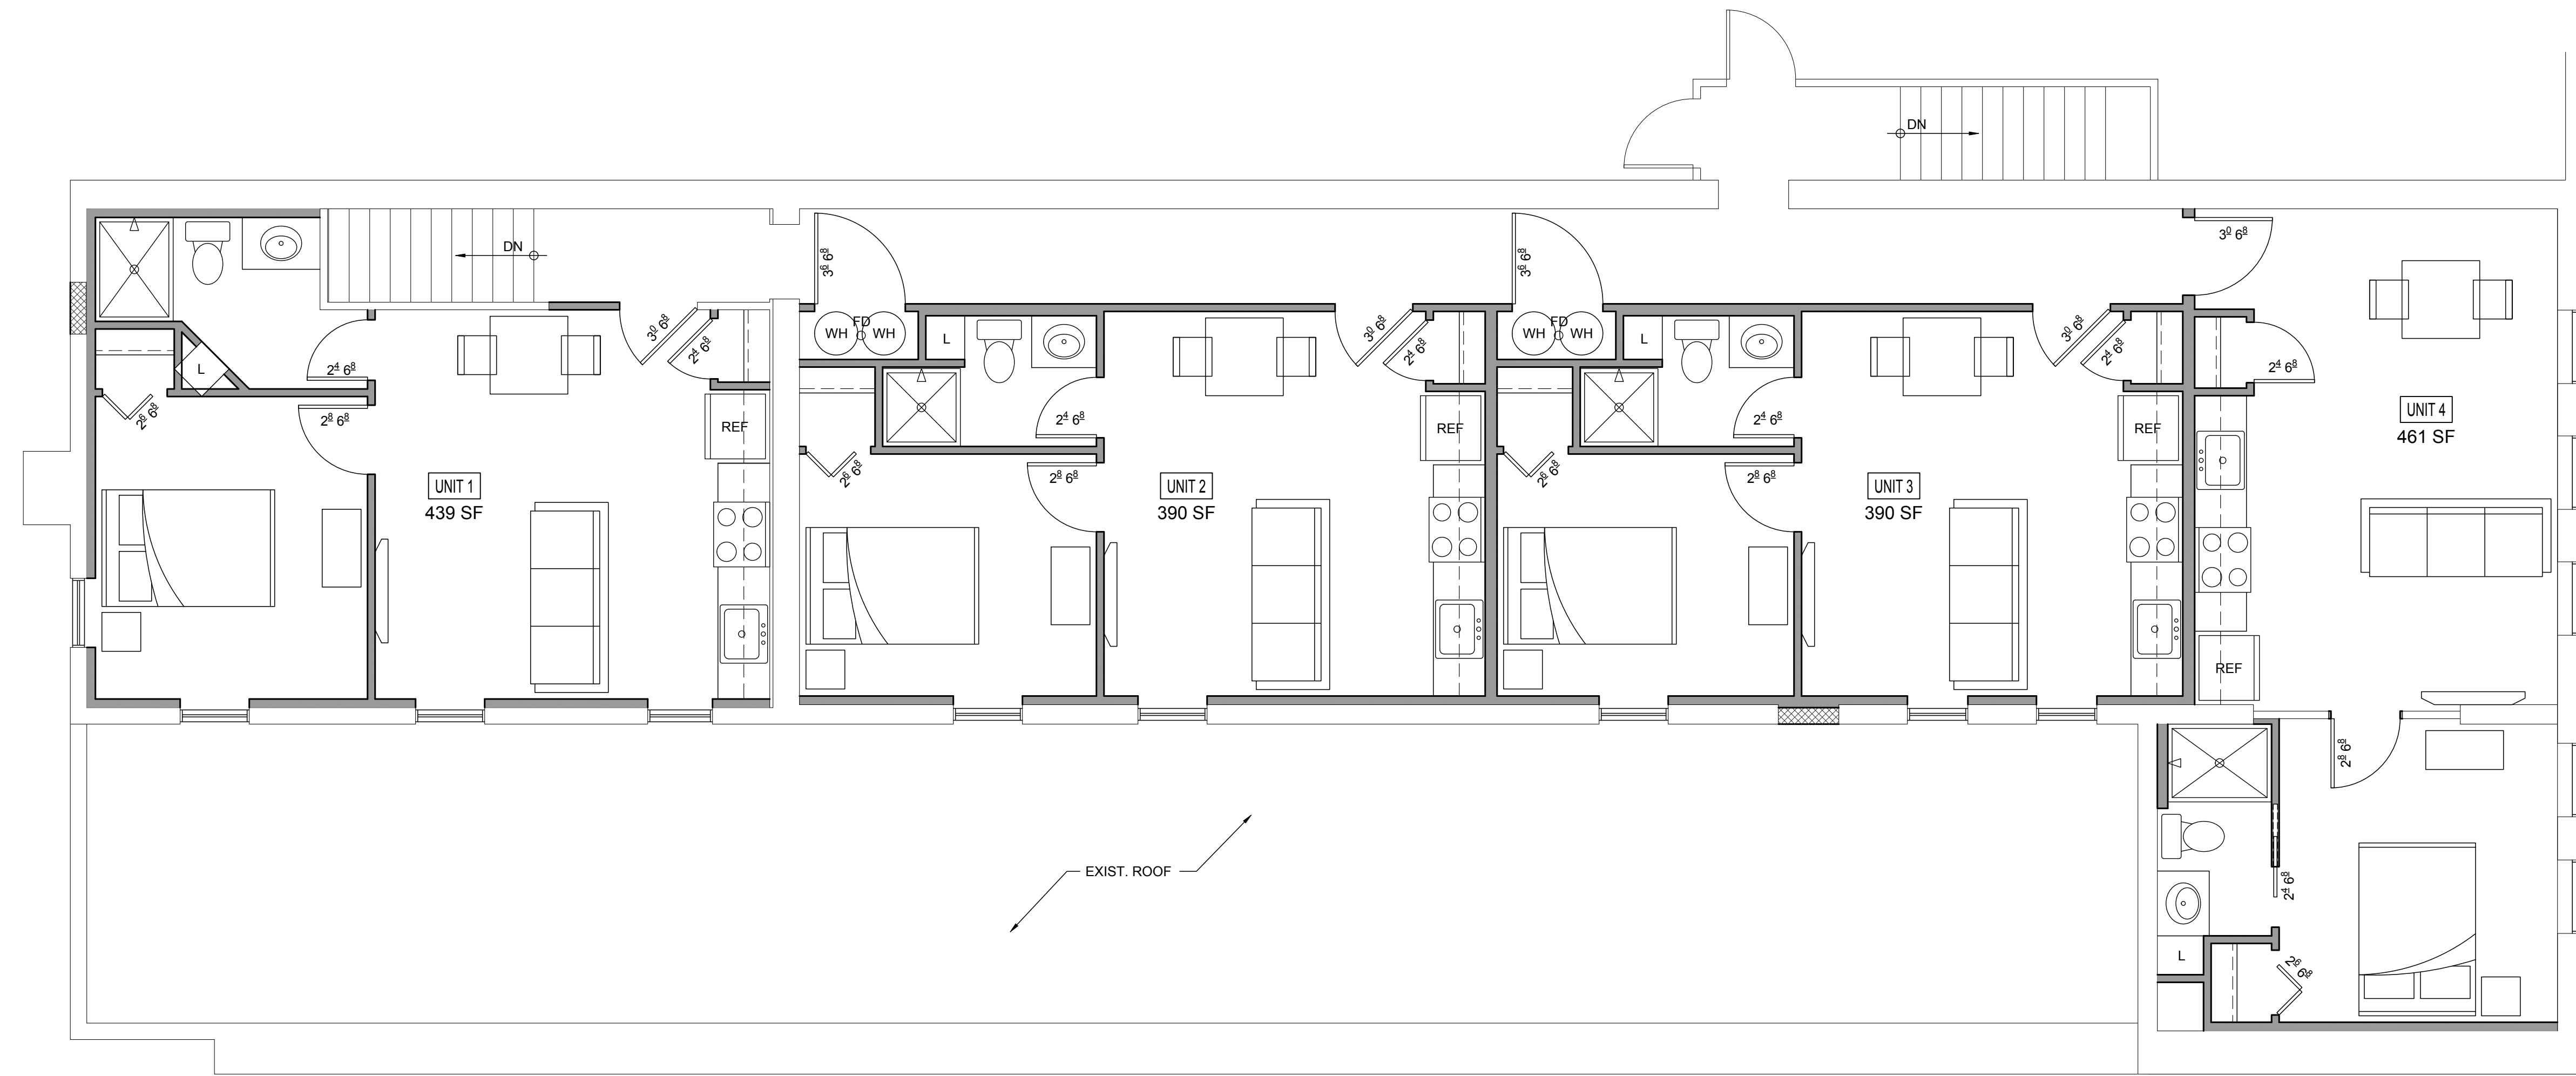 DN
DN
3⁰ 6⁸
3⁶ 6⁸
3⁶ 6⁸
FD
WH WH
L
3⁰ 6⁸
2⁴ 6⁸
FD
WH WH
L
3⁰ 6⁸
2⁴ 6⁸
3⁰ 6⁸
2⁴ 6⁸
L
2⁴ 6⁸
2⁴ 6⁸
2⁶ 6⁸
2⁸ 6⁸
REF
2⁴ 6⁸
REF
2⁴ 6⁸
REF
UNIT 4
461 SF
2⁶ 6⁸
2⁸ 6⁸
2⁶ 6⁸
2⁸ 6⁸
UNIT 1
439 SF
UNIT 2
390 SF
UNIT 3
390 SF
REF
2⁸ 6⁸
EXIST. ROOF
2⁴ 6⁸
L
2⁶ 6⁸